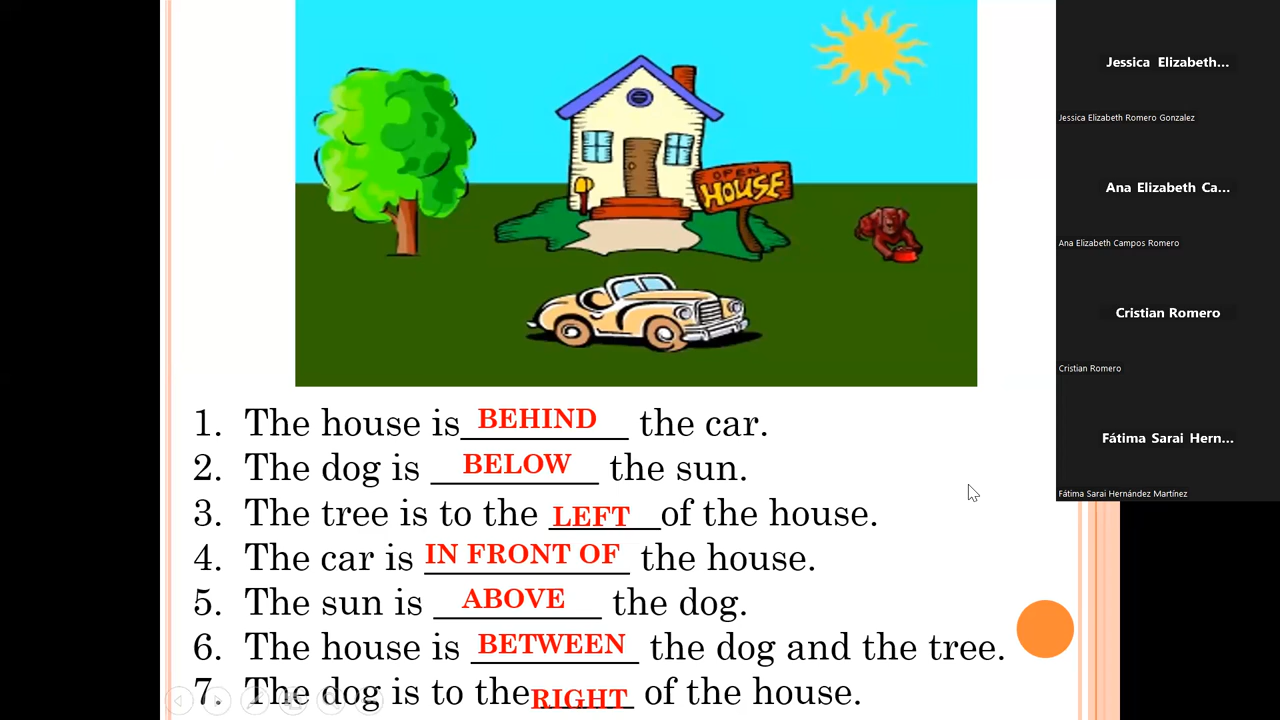 OPEN
HOUSE
1. The house is BEHIND the car.
2. The dog is BELOW the sun.
3. The tree is to the LEFT of the house.
4. The car is IN FRONT OF the house.
5. The sun is ABOVE the dog.
6. The house is BETWEEN the dog and the tree.
7. The dog is to the RIGHT of the house.
Jessica Elizabeth...
Jessica Elizabeth Romero Gonzalez
Ana Elizabeth Ca...
Ana Elizabeth Campos Romero
Cristian Romero
Cristian Romero
Fátima Sarai Hern...
Fátima Sarai Hernández Martínez